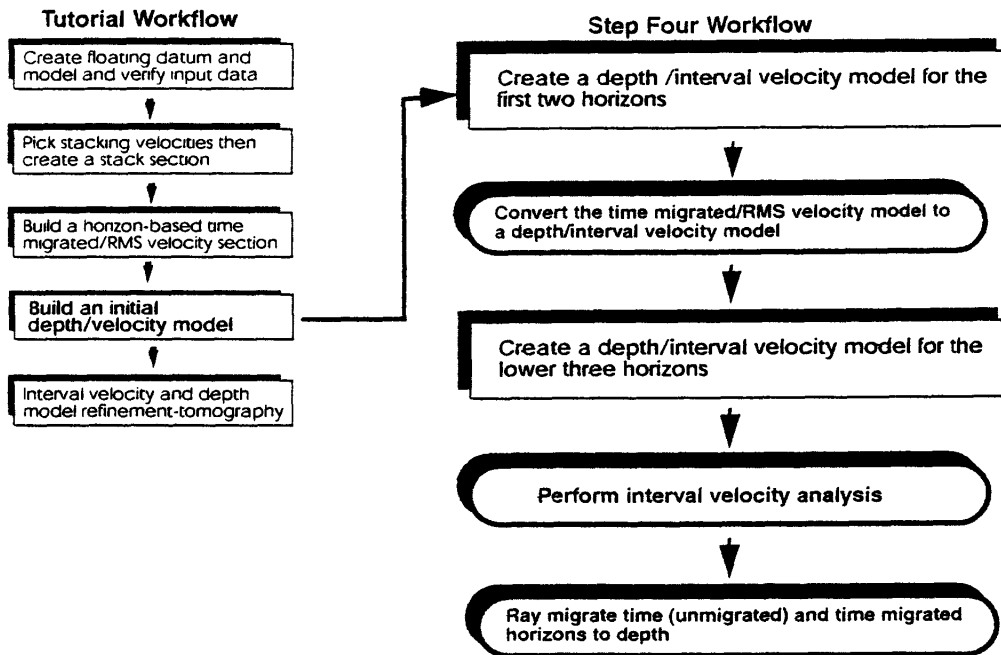 Tutorial Workflow
Create floating datum and
model and verify input data
Pick stacking velocities then
create a stack section
Build a horizon-based time
migrated/RMS velocity section
Build an initial
depth/velocity model
Interval velocity and depth
model refinement-tomography
Step Four Workflow
Create a depth /interval velocity model for the
first two horizons
Convert the time migrated/RMS velocity model to
a depth/interval velocity model
Create a depth/interval velocity model for the
lower three horizons
Perform interval velocity analysis
Ray migrate time (unmigrated) and time migrated
horizons to depth